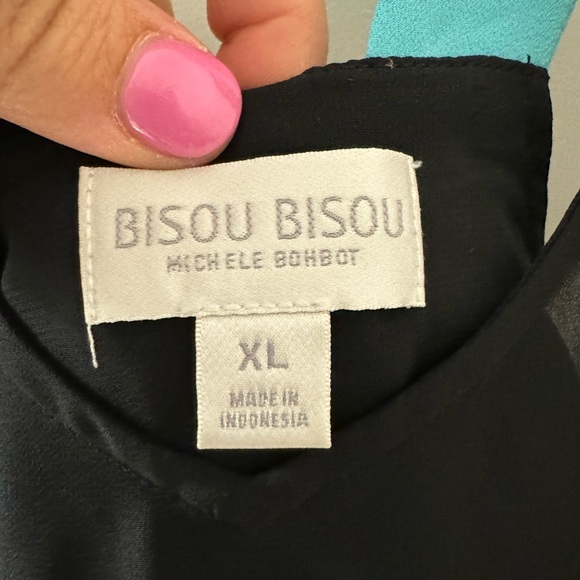 BISOU BISOU
MICHELE BOHBOT
XL
MADE IN
INDONESIA